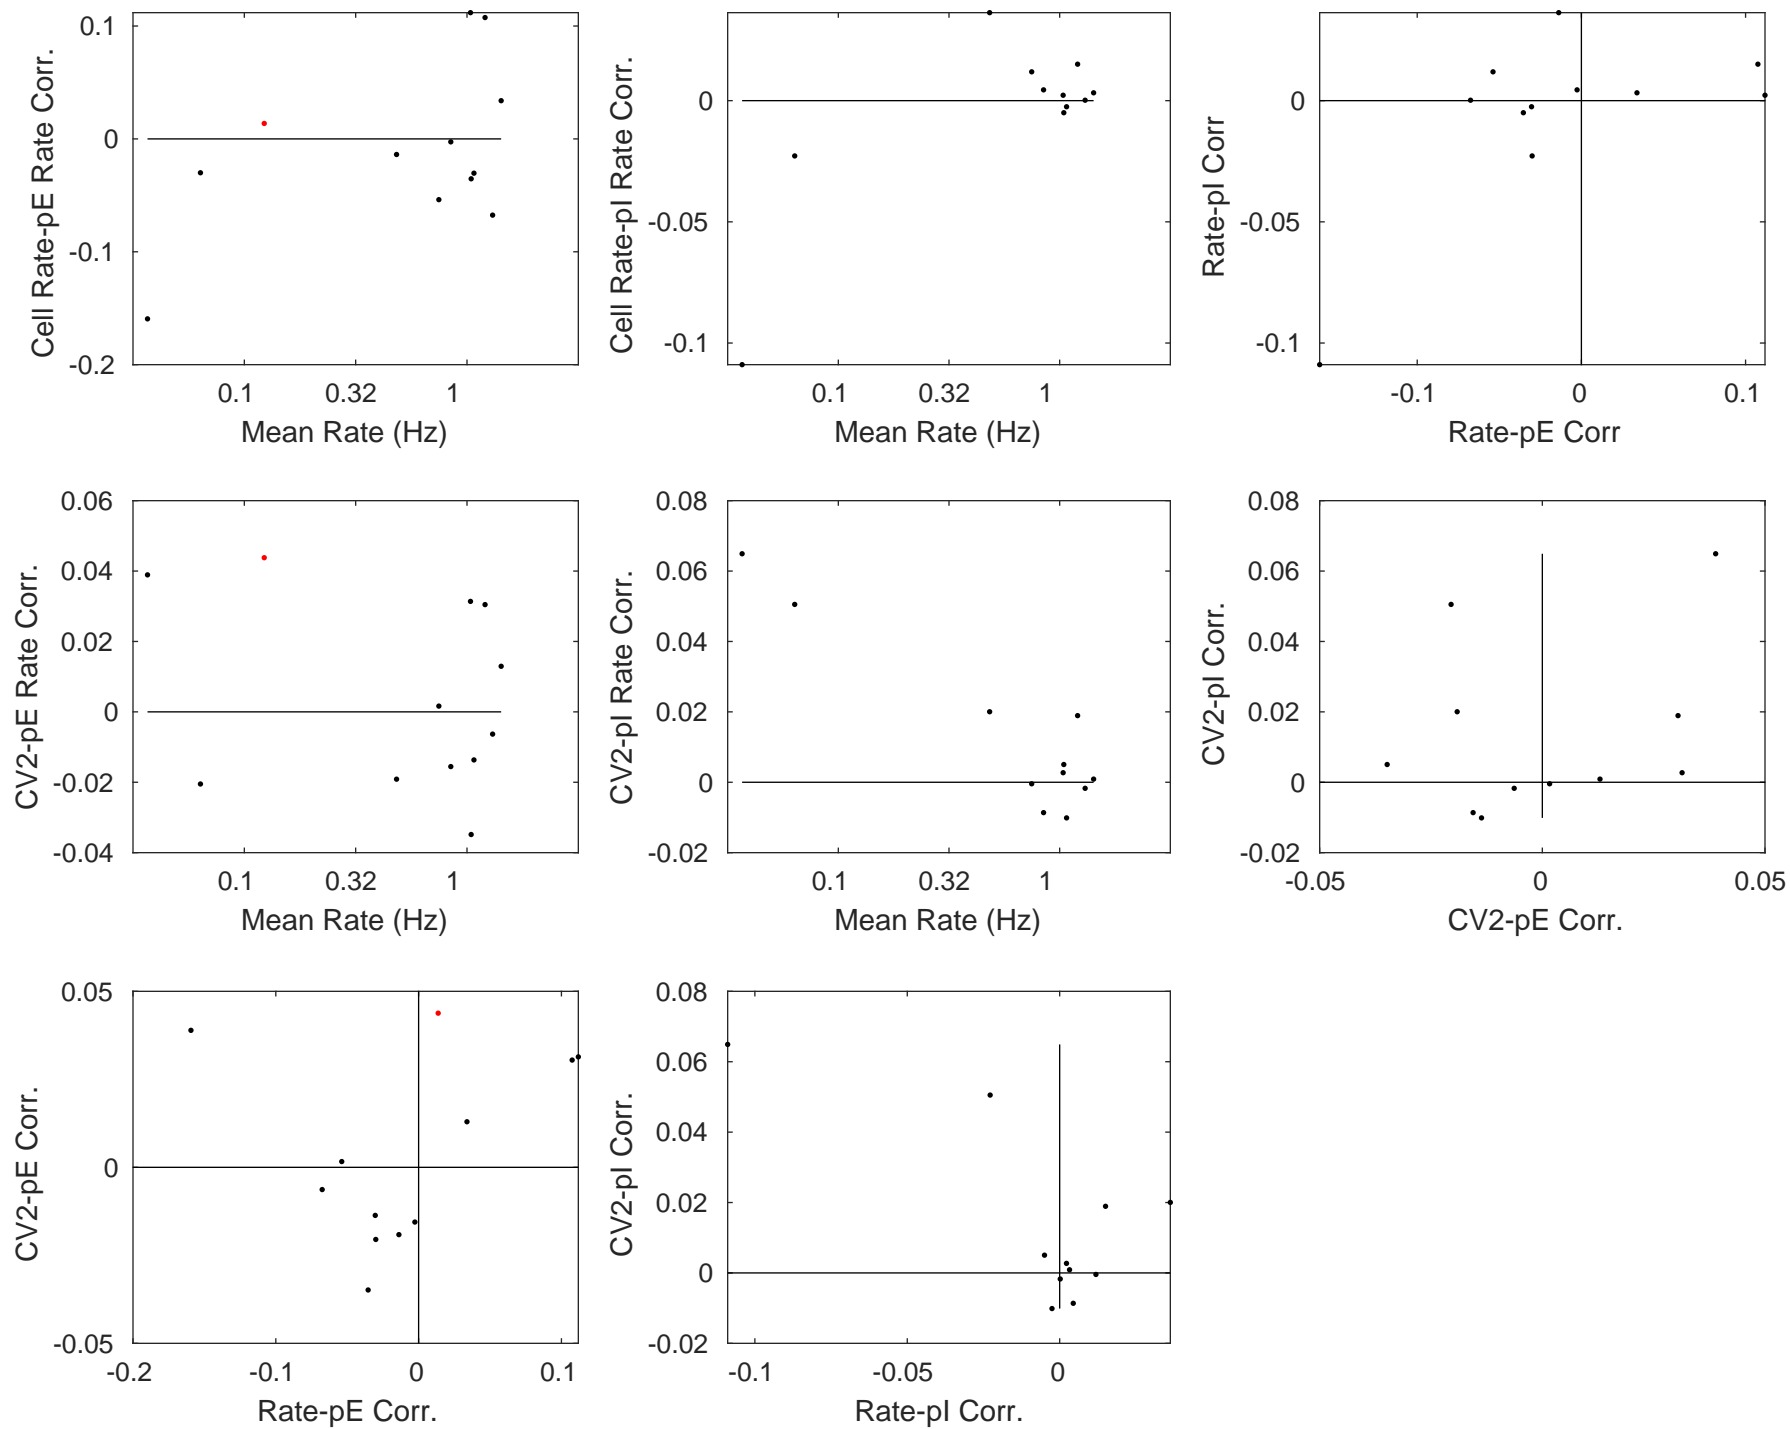 Cell Rate-pE Rate Corr.
0.1
0
-0.1
-0.2
0.1 0.32 1
Mean Rate (Hz)
Cell Rate-pI Rate Corr.
0
-0.05
-0.1
0.1 0.32 1
Mean Rate (Hz)
Rate-pI Corr
0
-0.05
-0.1
-0.1 0 0.1
Rate-pE Corr
CV2-pE Rate Corr.
0.06
0.04
0.02
0
-0.02
-0.04
0.1 0.32 1
Mean Rate (Hz)
CV2-pI Rate Corr.
0.08
0.06
0.04
0.02
0
-0.02
0.1 0.32 1
Mean Rate (Hz)
CV2-pI Corr.
0.08
0.06
0.04
0.02
0
-0.02
-0.05 0 0.05
CV2-pE Corr.
CV2-pE Corr.
0.05
0
-0.05
-0.2 -0.1 0 0.1
Rate-pE Corr.
CV2-pI Corr.
0.08
0.06
0.04
0.02
0
-0.02
-0.1 -0.05 0
Rate-pI Corr.